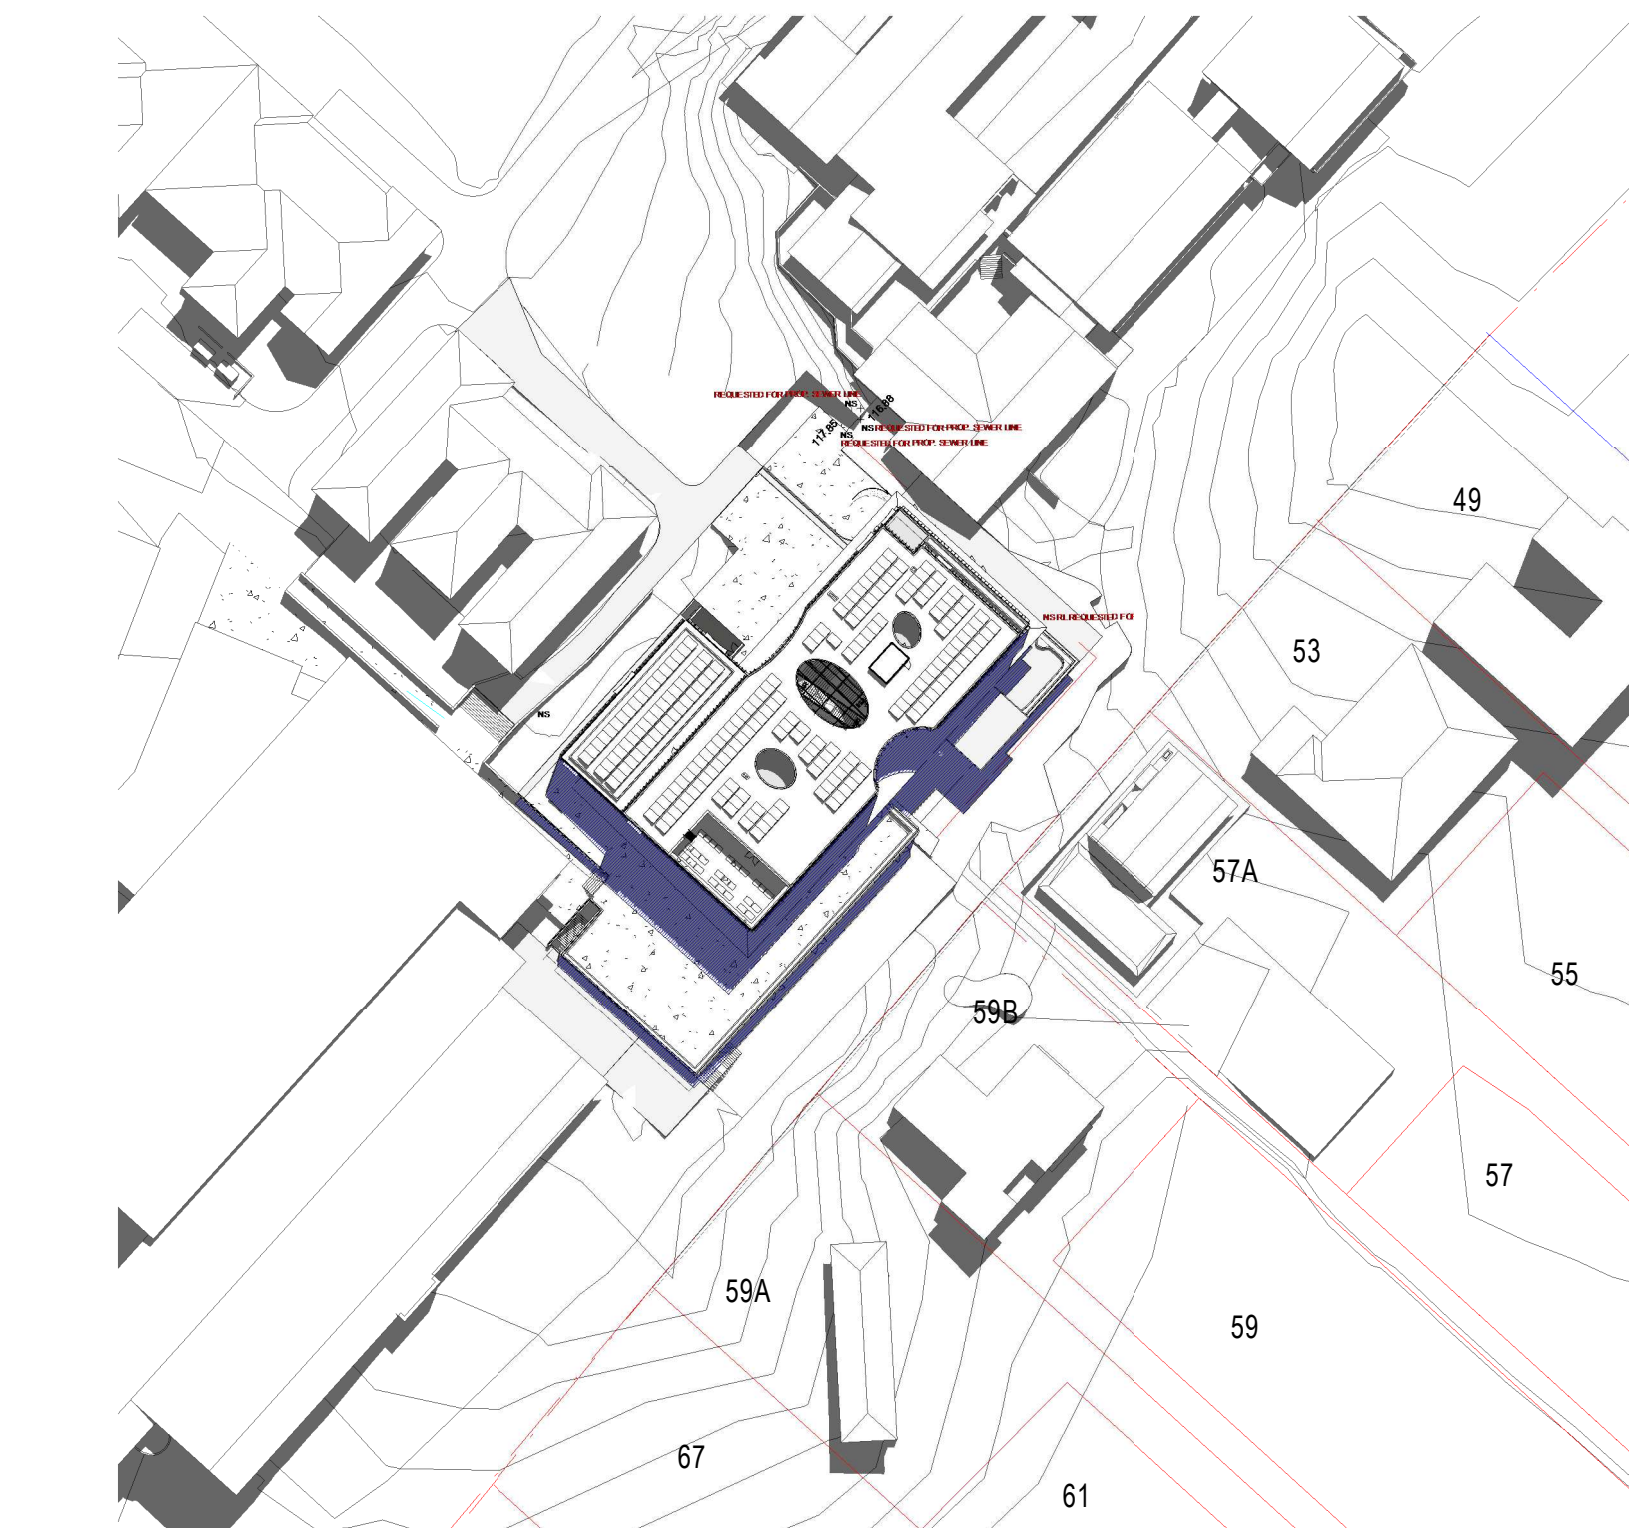 REQUESTED FOR PROP. SEWER LINE
NS
116.88
117.85
NS REQUESTED FOR PROP. SEWER LINE
NS
REQUESTED FOR PROP. SEWER LINE
49
NS RL REQUESTED FO
53
NS
57A
55
59B
57
59A
59
67
61